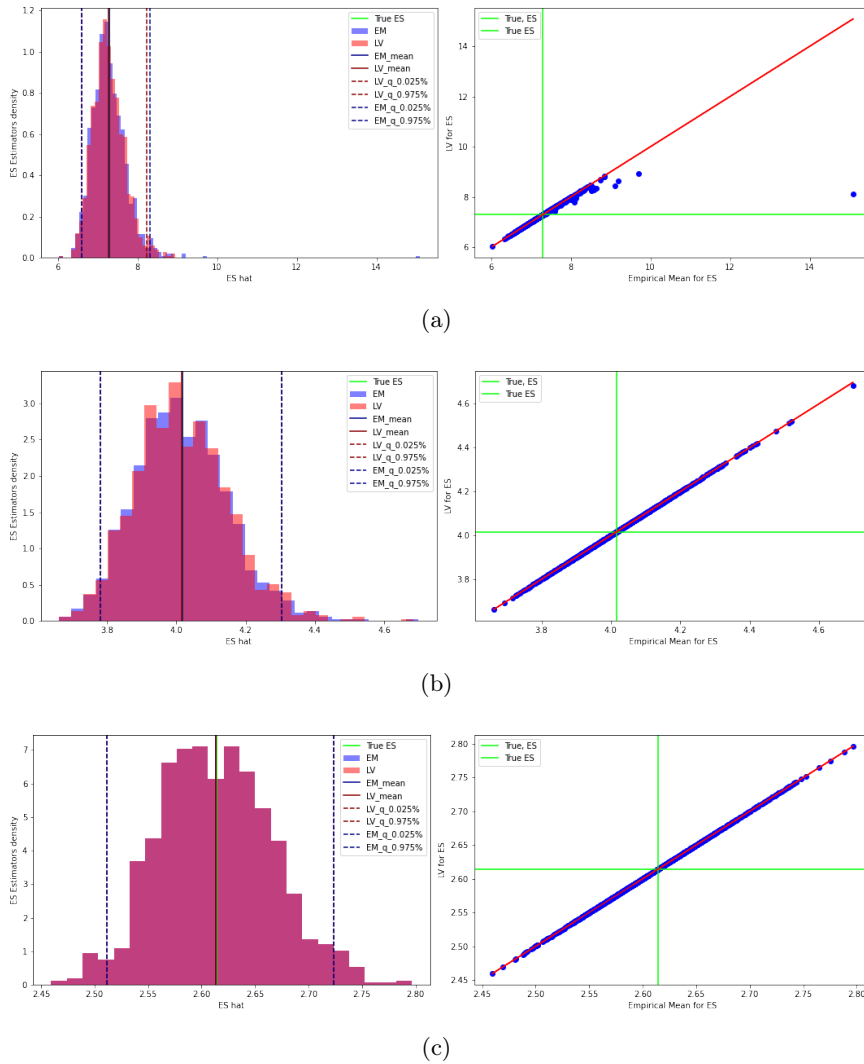 1.2
1.0
0.8
0.6
0.4
0.2
0.0
ES Estimators density
6
8
10
12
14
ES hat
True ES
EM
LV
EM_mean
LV_mean
LV_q_0.025%
LV_q_0.975%
EM_q_0.025%
EM_q_0.975%
15
14
13
12
11
10
9
8
7
6
LV for ES
6
8
10
12
14
Empirical Mean for ES
True, ES
True ES
(a)
3.0
2.5
2.0
1.5
1.0
0.5
0.0
ES Estimators density
3.8
4.0
4.2
4.4
4.6
ES hat
True ES
EM
LV
EM_mean
LV_mean
LV_q_0.025%
LV_q_0.975%
EM_q_0.025%
EM_q_0.975%
4.6
4.4
4.2
4.0
3.8
LV for ES
3.8
4.0
4.2
4.4
4.6
Empirical Mean for ES
True, ES
True ES
(b)
7
6
5
4
3
2
1
0
ES Estimators density
2.45
2.50
2.55
2.60
2.65
2.70
2.75
2.80
ES hat
True ES
EM
LV
EM_mean
LV_mean
LV_q_0.025%
LV_q_0.975%
EM_q_0.025%
EM_q_0.975%
2.80
2.75
2.70
2.65
2.60
2.55
2.50
2.45
LV for ES
2.45
2.50
2.55
2.60
2.65
2.70
2.75
2.80
Empirical Mean for ES
True, ES
True ES
(c)